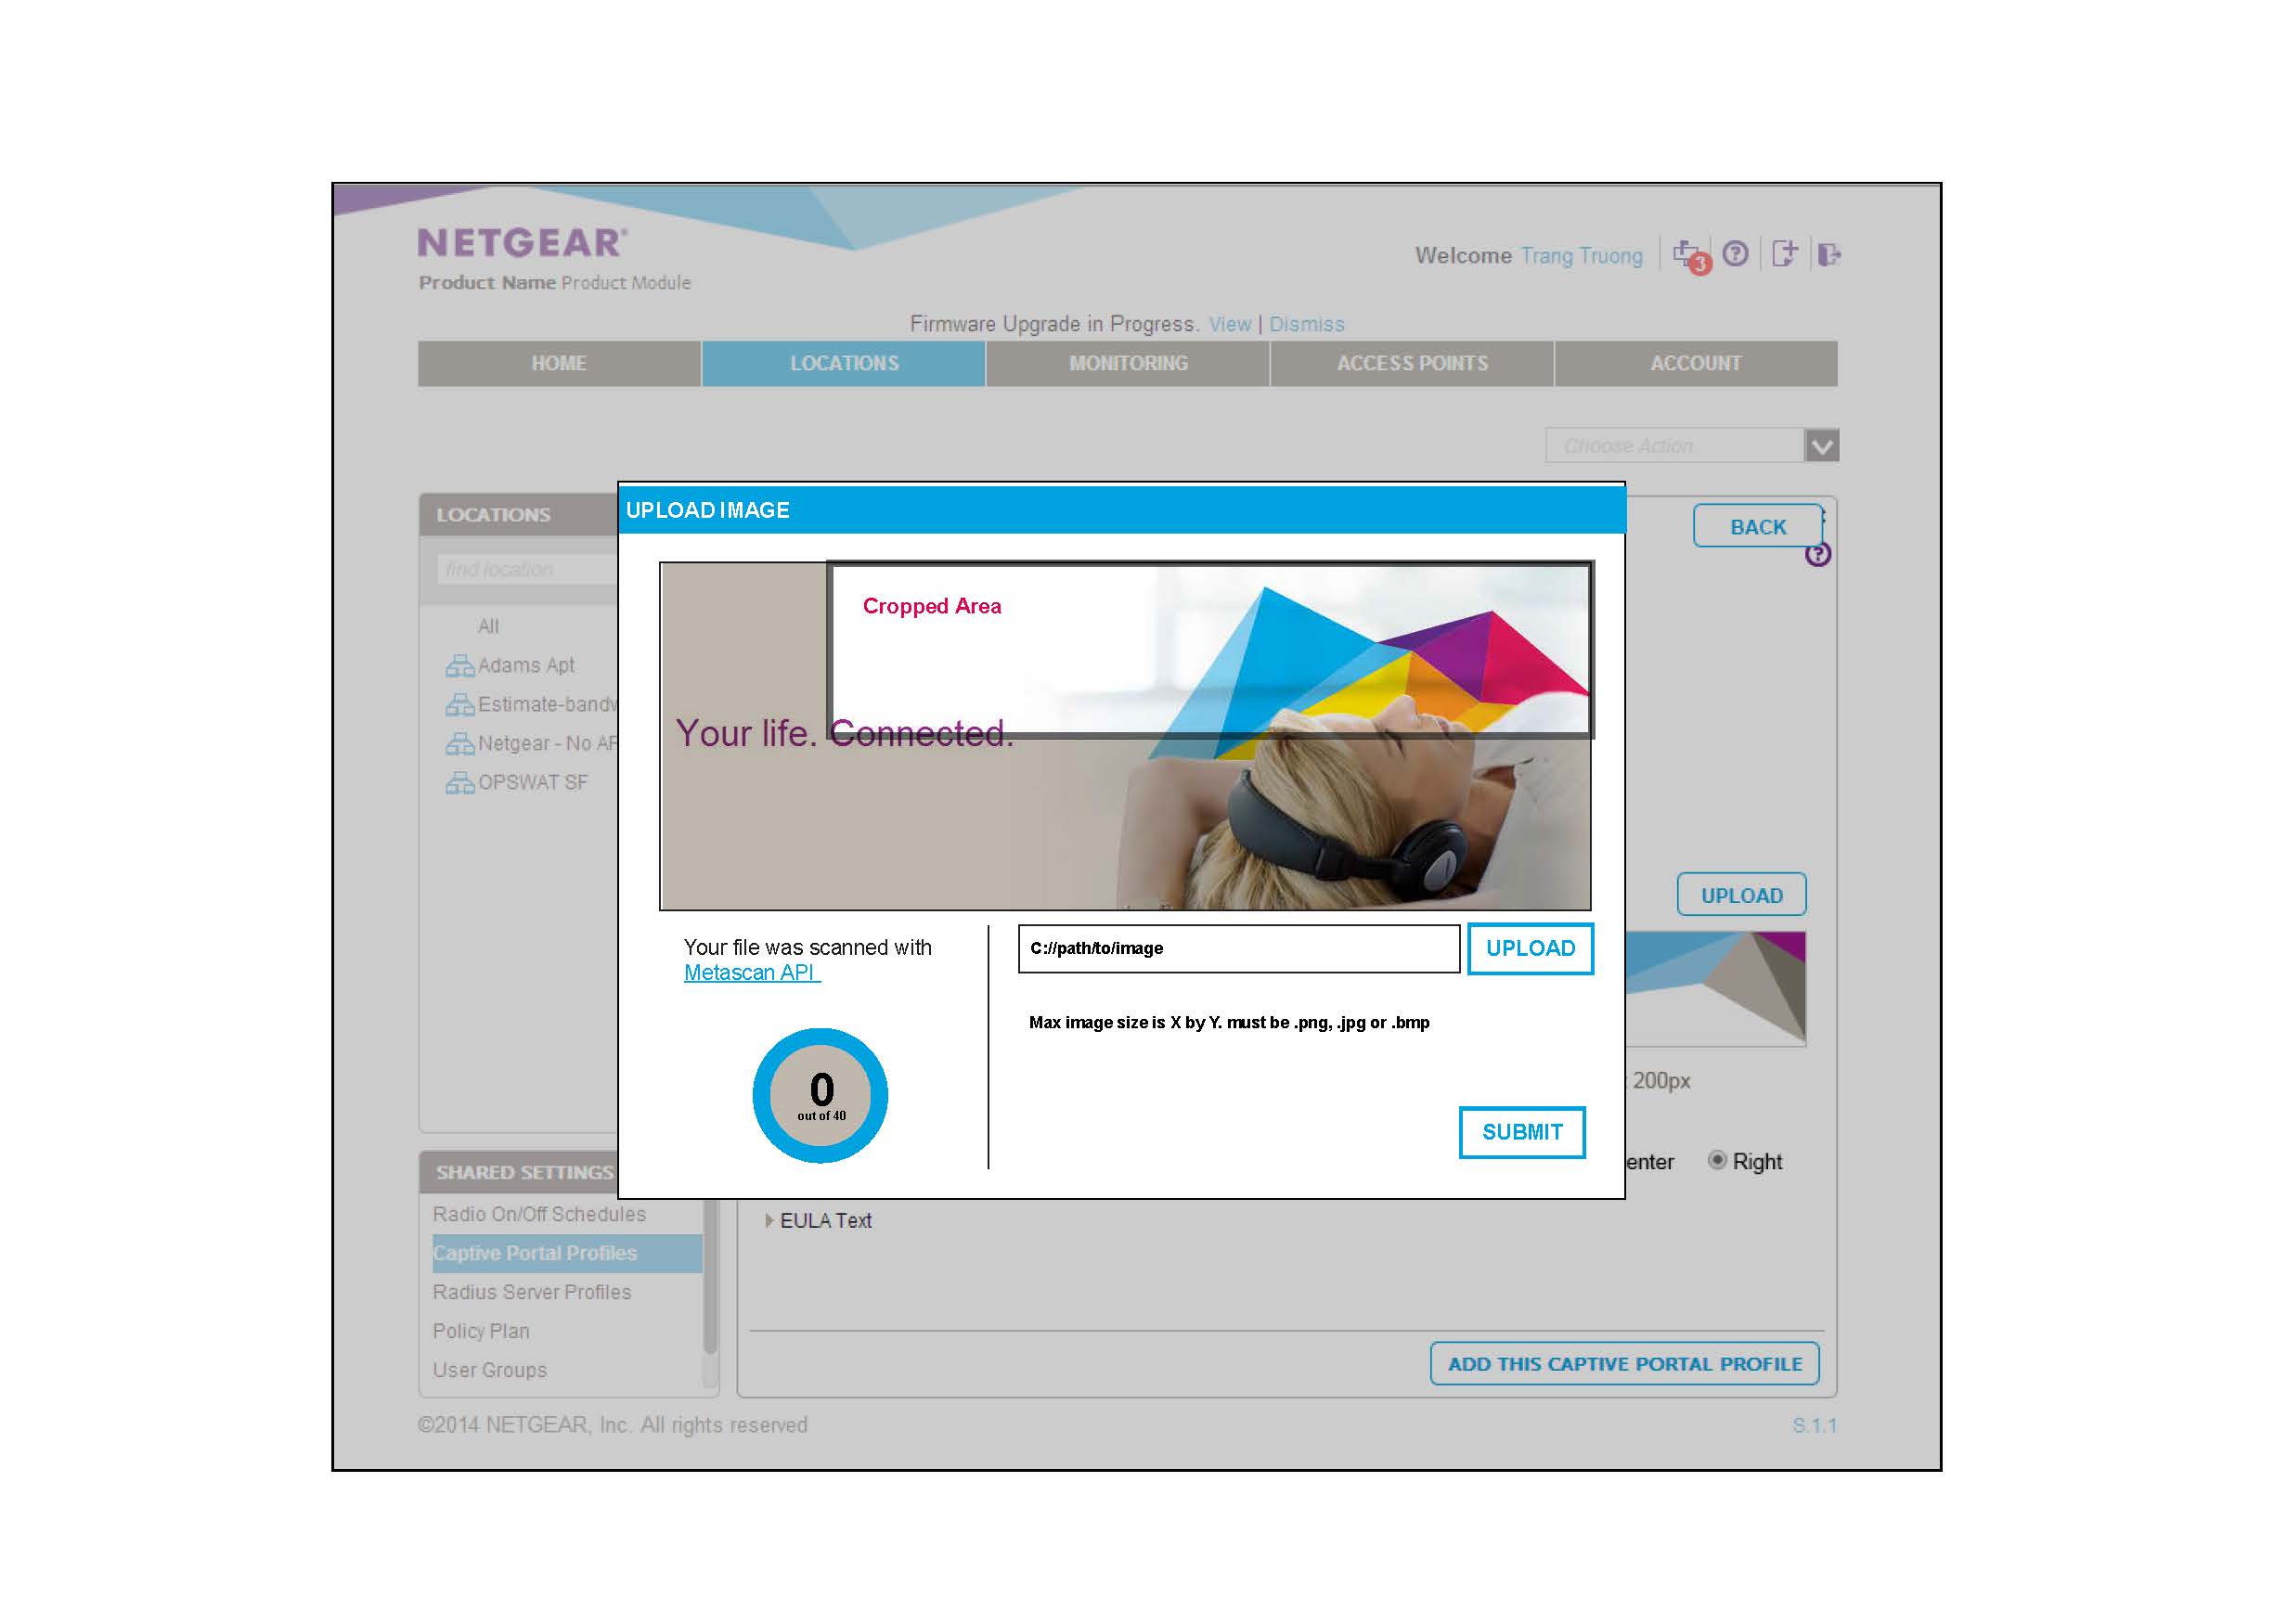 NETGEAR
Product Name Product Module
Welcome Trang Truong
3
?
Firmware Upgrade in Progress. View | Dismiss
HOME
LOCATIONS
MONITORING
ACCESS POINTS
ACCOUNT
Choose Action
LOCATIONS
find location
All
Adams Apt
Netgear - No
OPSWAT SF
UPLOAD IMAGE
BACK
?
Cropped Area
Your life. Connected.
UPLOAD
Your file was scanned with
Metascan API
C://path/to/image
UPLOAD
Max image size is X by Y. must be .png, .jpg or .bmp
0
out of 40
SUBMIT
200px
enter
Right
SHARED SETTINGS
Radio On/Off Schedules
Captive Portal Profiles
Radius Server Profiles
Policy Plan
User Groups
EULA Text
ADD THIS CAPTIVE PORTAL PROFILE
©2014 NETGEAR, Inc. All rights reserved
S.1.1